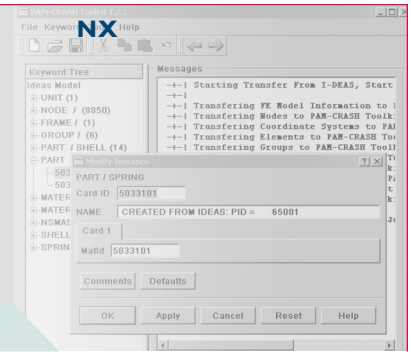 PAM-CRASH Toolkit 1.2.1
NX
File Keyword Help
Keyword Tree
Messages
Ideas Model
UNIT (1)
NODE / (8850)
FRAME / (1)
GROUP / (6)
PART / SHELL (14)
PART
503
503
MATER
MATER
NSMAS
SHELL
SPRIN
-+-| Starting Transfer From I-DEAS, Start
-+-|
-+-| Transfering FE Model Information to
-+-| Transfering Nodes to PAM-CRASH Toolki
-+-| Transfering Coordinate Systems to PAM
-+-| Transfering Elements to PAM-CRASH Too
-+-| Transfering Groups to PAM-CRASH Toolk
Modify Instance
PART / SPRING
Card ID 5033101
NAME CREATED FROM IDEAS: PID = 65001
Card 1
MatId 5033101
Comments Defaults
OK Apply Cancel Reset Help